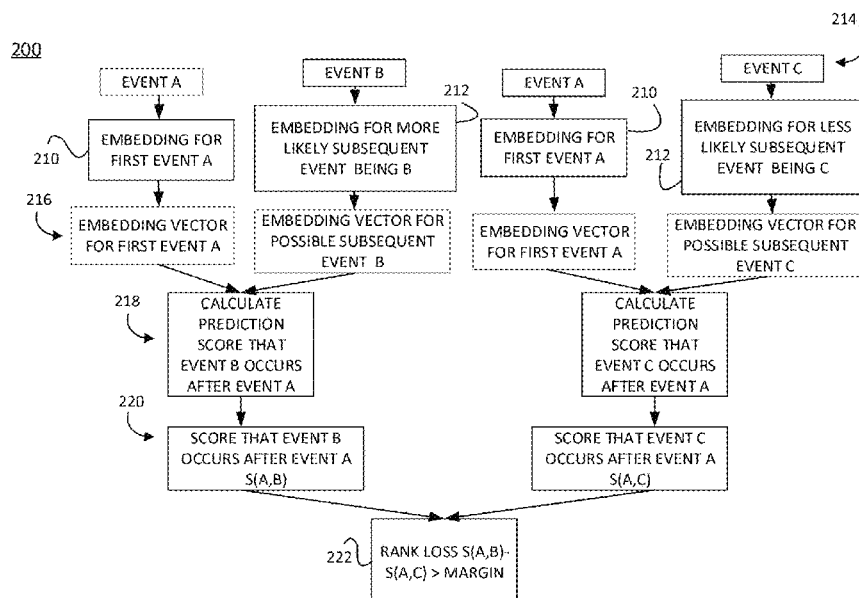 214
200
EVENT A
EVENT B
EVENT A
EVENT C
210
EMBEDDING FOR
FIRST EVENT A
212
EMBEDDING FOR MORE
LIKELY SUBSEQUENT
EVENT BEING B
210
EMBEDDING FOR
FIRST EVENT A
212
EMBEDDING FOR LESS
LIKELY SUBSEQUENT
EVENT BEING C
216
EMBEDDING VECTOR
FOR FIRST EVENT A
EMBEDDING VECTOR FOR
POSSIBLE SUBSEQUENT
EVENT B
EMBEDDING VECTOR
FOR FIRST EVENT A
EMBEDDING VECTOR FOR
POSSIBLE SUBSEQUENT
EVENT C
218
CALCULATE
PREDICTION
SCORE THAT
EVENT B OCCURS
AFTER EVENT A
CALCULATE
PREDICTION
SCORE THAT
EVENT C OCCURS
AFTER EVENT A
220
SCORE THAT EVENT B
OCCURS AFTER EVENT A
S(A,B)
SCORE THAT EVENT C
OCCURS AFTER EVENT A
S(A,C)
222
RANK LOSS S(A,B)-
S(A,C) > MARGIN